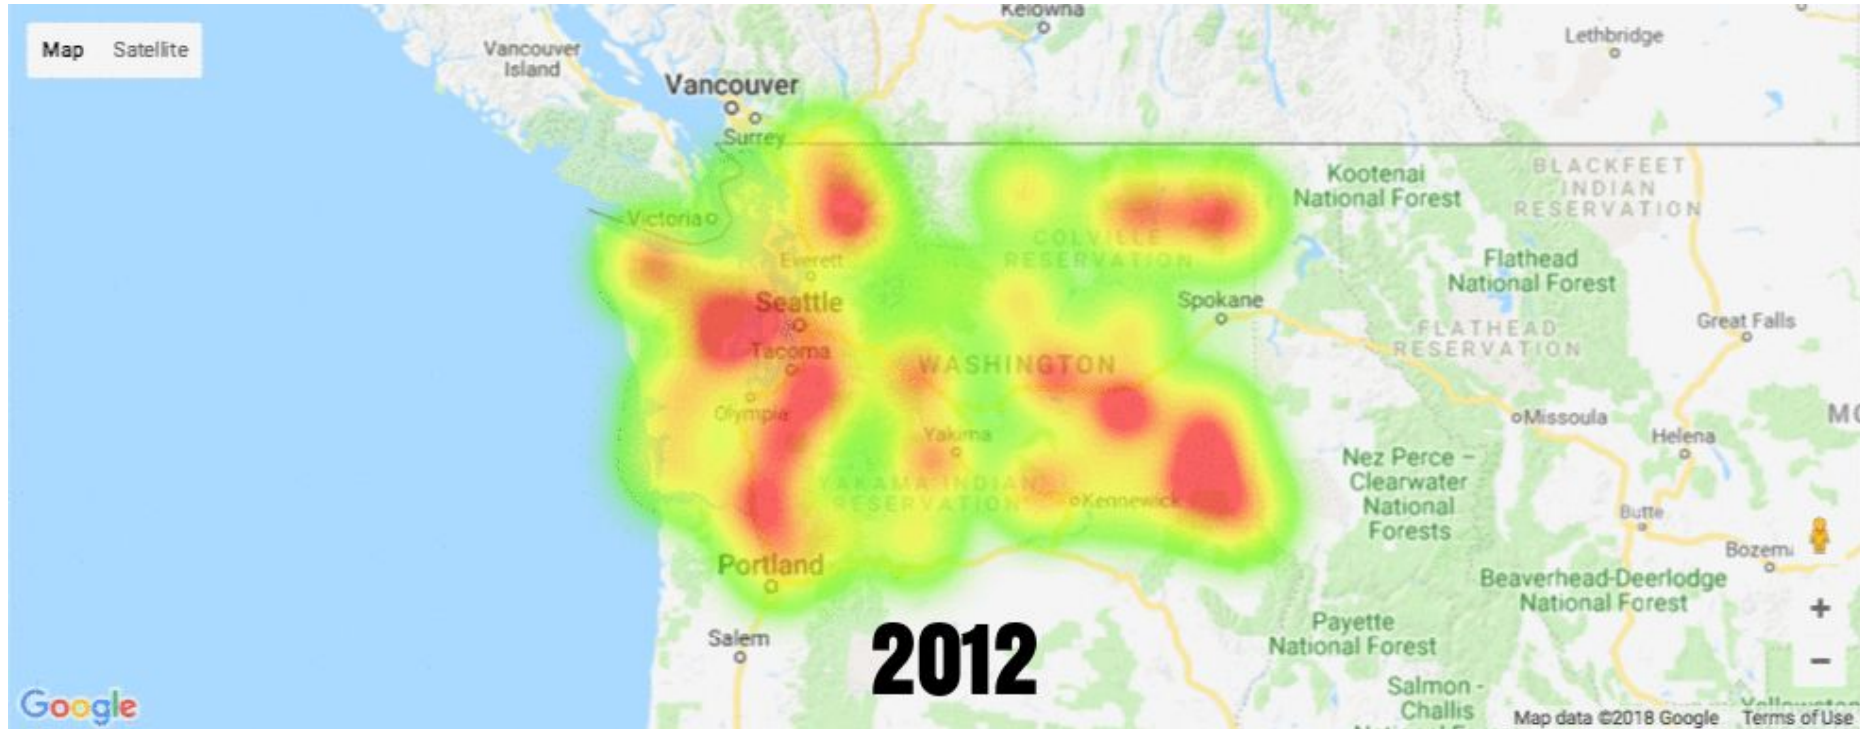 Map Satellite
Vancouver
Island
Kelowna
Lethbridge
Vancouver
Surrey
Kootenai
National Forest
BLACKFEET
INDIAN
RESERVATION
Victoria
COLVILLE
RESERVATION
Everett
Flathead
National Forest
Seattle
Spokane
FLATHEAD
RESERVATION
Great Falls
Tacoma
WASHINGTON
Olympia
Missoula
MO
Yakima
Helena
Nez Perce –
Clearwater
National
Forests
YAKAMA INDIAN
RESERVATION
Kennewick
Butte
Bozema
Portland
Beaverhead-Deerlodge
National Forest
Salem
2012
Payette
National Forest
+
−
Salmon -
Challis
Google
Map data ©2018 Google Terms of Use